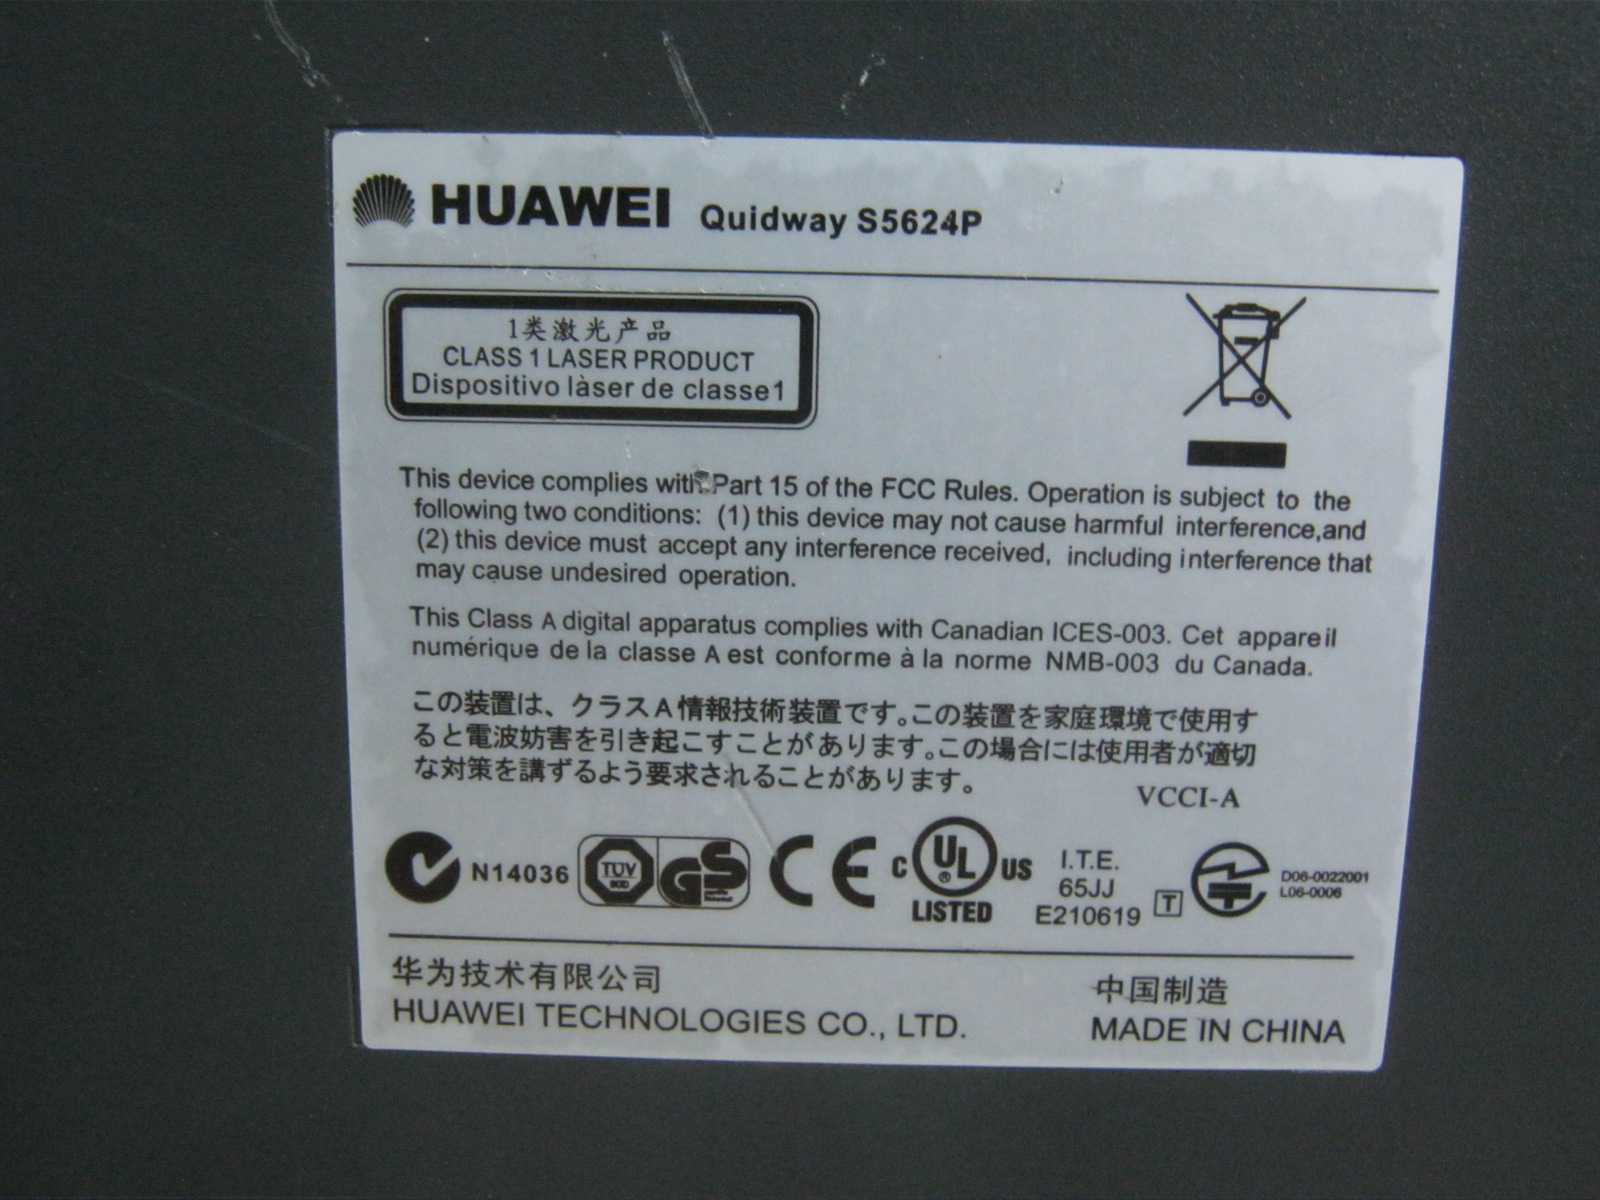 HUAWEI Quidway S5624P
1类激光产品
CLASS 1 LASER PRODUCT
Dispositivo làser de classe1
This device complies with Part 15 of the FCC Rules. Operation is subject to the
following two conditions: (1) this device may not cause harmful interference,and
(2) this device must accept any interference received, including interference that
may cause undesired operation.
This Class A digital apparatus complies with Canadian ICES-003. Cet appareil
numérique de la classe A est conforme à la norme NMB-003 du Canada.
この装置は、クラスA情報技術装置です。この装置を家庭環境で使用す
ると電波妨害を引き起こすことがあります。この場合には使用者が適切
な対策を講ずるよう要求されることがあります。
VCCI-A
N14036 TÜV SÜD GS CE C UL ® US LISTED
I.T.E.
65JJ
E210619
T
D06-0022001
L06-0006
华为技术有限公司
HUAWEI TECHNOLOGIES CO., LTD.
中国制造
MADE IN CHINA